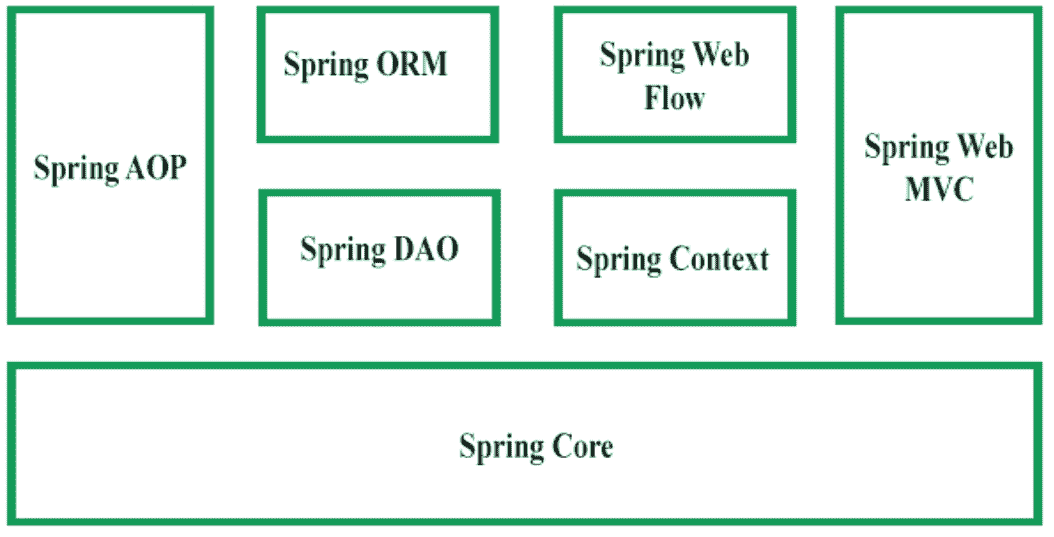 Spring AOP
Spring ORM
Spring Web
Flow
Spring Web
MVC
Spring DAO
Spring Context
Spring Core